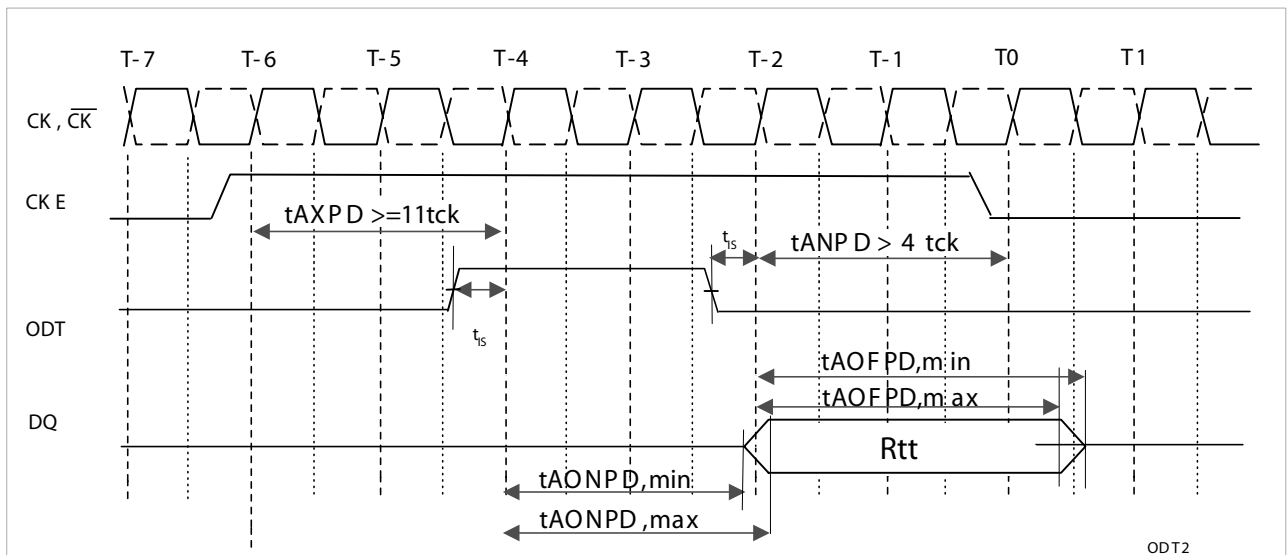 T-7 T-6 T-5 T-4 T-3 T-2 T-1 T0 T1
CK , CK
CKE
tAXPD >=11tck
tIS
tANPD > 4 tck
ODT
tIS
tAOFPD,min
tAOFPD,max
DQ
Rtt
tAONPD,min
tAONPD,max
ODT2